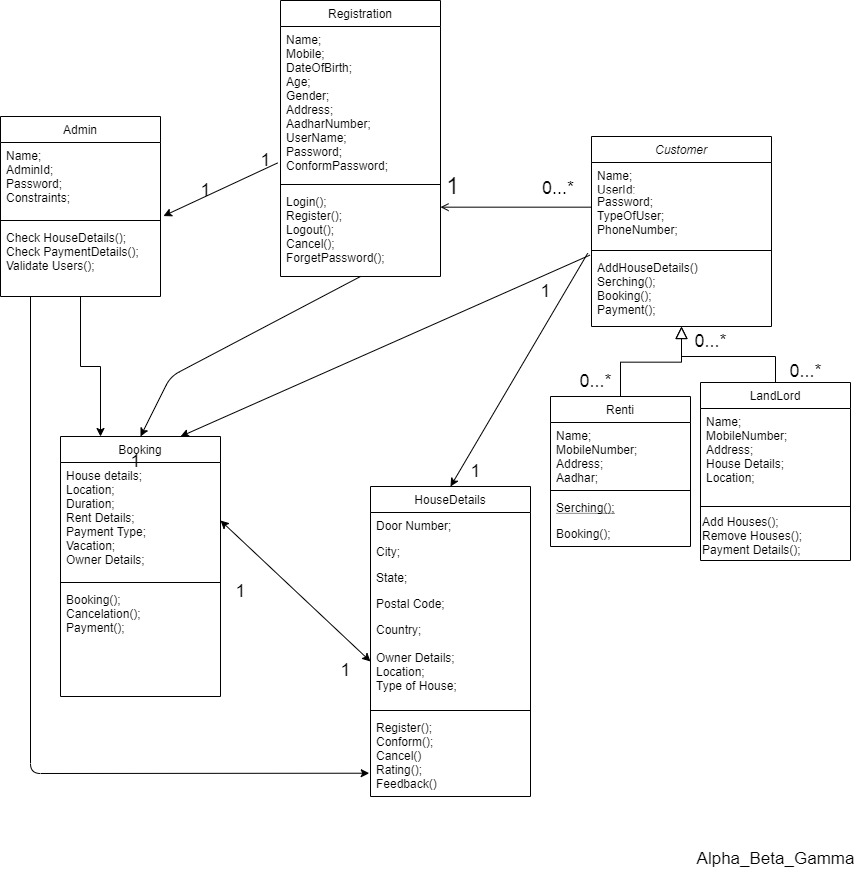 Registration
Name;
Mobile;
DateOfBirth;
Age;
Gender;
Address;
AadharNumber;
UserName;
Password;
ConformPassword;
Login();
Register();
Logout();
Cancel();
ForgetPassword();
Admin
Name;
AdminId;
Password;
Constraints;
Check HouseDetails();
Check PaymentDetails();
Validate Users();
1
1
1
0...*
Customer
Name;
UserId:
Password;
TypeOfUser;
PhoneNumber;
AddHouseDetails()
Serching();
Booking();
Payment();
1
0...*
0...*
0...*
Renti
Name;
MobileNumber;
Address;
Aadhar;
Serching();
Booking();
LandLord
Name;
MobileNumber;
Address;
House Details;
Location;
Add Houses();
Remove Houses();
Payment Details();
Booking
1
House details;
Location;
Duration;
Rent Details;
Payment Type;
Vacation;
Owner Details;
Booking();
Cancelation();
Payment();
1
1
1
HouseDetails
Door Number;
City;
State;
Postal Code;
Country;
Owner Details;
Location;
Type of House;
Register();
Conform();
Cancel()
Rating();
Feedback()
Alpha_Beta_Gamma